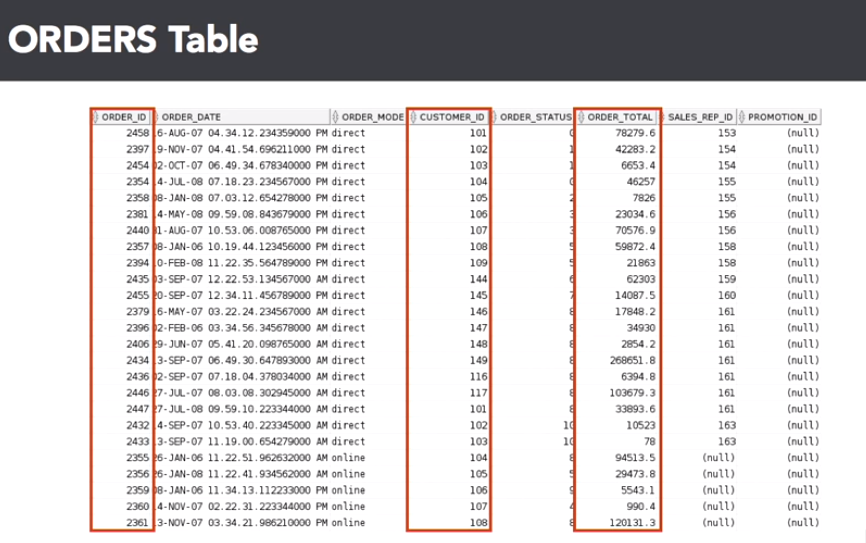 ORDERS Table
ORDER_ID ORDER_DATE ORDER_MODE CUSTOMER_ID ORDER_STATUS ORDER_TOTAL SALES_REP_ID PROMOTION_ID
2458 6-AUG-07 04.34.12.234359000 PM direct 101 0 78279.6 153 (null)
2397 9-NOV-07 04.41.54.696211000 PM direct 102 1 42283.2 154 (null)
2454 02-OCT-07 06.49.34.678340000 PM direct 103 1 6653.4 154 (null)
2354 4-JUL-08 07.18.23.234567000 PM direct 104 0 46257 155 (null)
2358 08-JAN-08 07.03.12.654278000 PM direct 105 2 7826 155 (null)
2381 4-MAY-08 09.59.08.843679000 PM direct 106 3 23034.6 156 (null)
2440 01-AUG-07 10.53.06.008765000 PM direct 107 3 70576.9 156 (null)
2357 08-JAN-06 10.19.44.123456000 PM direct 108 5 59872.4 158 (null)
2394 0-FEB-08 11.22.35.564789000 PM direct 109 5 21863 158 (null)
2435 03-SEP-07 12.22.53.134567000 AM direct 144 6 62303 159 (null)
2455 20-SEP-07 12.34.11.456789000 PM direct 145 7 14087.5 160 (null)
2379 6-MAY-07 03.22.24.234567000 AM direct 146 8 17848.2 161 (null)
2396 02-FEB-06 03.34.56.345678000 AM direct 147 8 34930 161 (null)
2406 29-JUN-07 05.41.20.098765000 AM direct 148 8 2854.2 161 (null)
2434 3-SEP-07 06.49.30.647893000 AM direct 149 8 268651.8 161 (null)
2436 02-SEP-07 07.18.04.378034000 AM direct 116 8 6394.8 161 (null)
2446 27-JUL-07 08.03.08.302945000 AM direct 117 8 103679.3 161 (null)
2447 27-JUL-08 09.59.10.223344000 AM direct 101 8 33893.6 161 (null)
2432 4-SEP-07 10.53.40.223345000 AM direct 102 10 10523 163 (null)
2433 3-SEP-07 11.19.00.654279000 AM direct 103 10 78 163 (null)
2355 26-JAN-06 11.22.51.962632000 AM online 104 8 94513.5 (null) (null)
2356 26-JAN-08 11.22.41.934562000 AM online 105 5 29473.8 (null) (null)
2359 08-JAN-06 11.34.13.112233000 PM online 106 9 5543.1 (null) (null)
2360 4-NOV-07 02.22.31.223344000 PM online 107 4 990.4 (null) (null)
2361 3-NOV-07 03.34.21.986210000 PM online 108 8 120131.3 (null) (null)